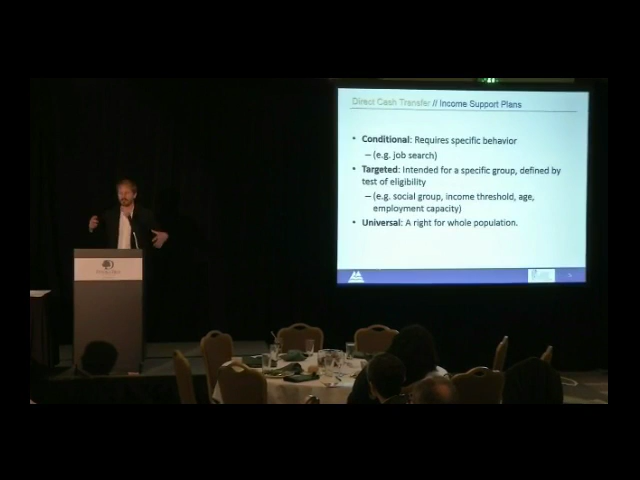 Direct Cash Transfer // Income Support Plans
• Conditional: Requires specific behavior
– (e.g. job search)
• Targeted: Intended for a specific group, defined by
test of eligibility
– (e.g. social group, income threshold, age,
employment capacity)
• Universal: A right for whole population.